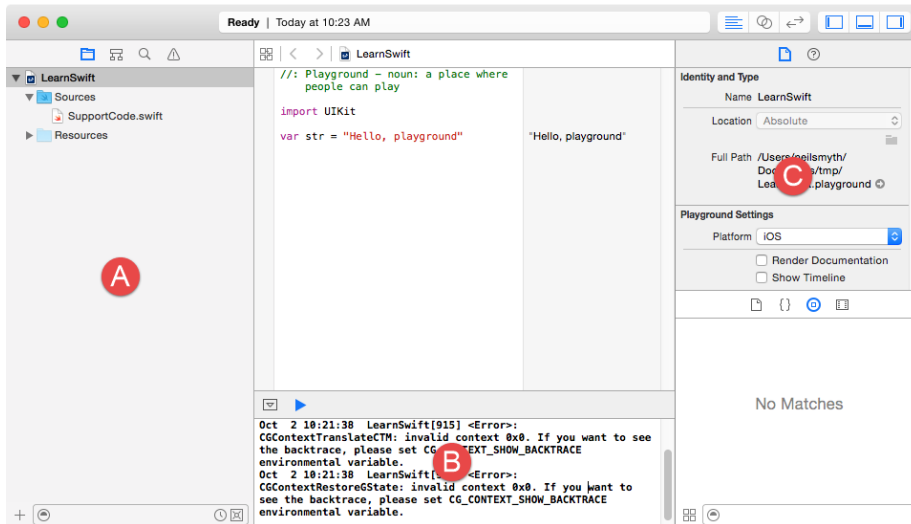 Ready | Today at 10:23 AM
LearnSwift
Sources
SupportCode.swift
Resources
A
LearnSwift
//: Playground - noun: a place where
people can play
import UIKit
var str = "Hello, playground"
"Hello, playground"
Oct 2 10:21:38 LearnSwift[915] <Error>:
CGContextTranslateCTM: invalid context 0x0. If you want to see
the backtrace, please set CG_CONTEXT_SHOW_BACKTRACE
environmental variable.
Oct 2 10:21:38 LearnSwift[ <Error>:
CGContextRestoreGState: invalid context 0x0. If you want to
see the backtrace, please set CG_CONTEXT_SHOW_BACKTRACE
environmental variable.
B
Identity and Type
Name LearnSwift
Location Absolute
Full Path /Users/neilsmyth/
/tmp/
.playground
C
Playground Settings
Platform iOS
Render Documentation
Show Timeline
{}
No Matches